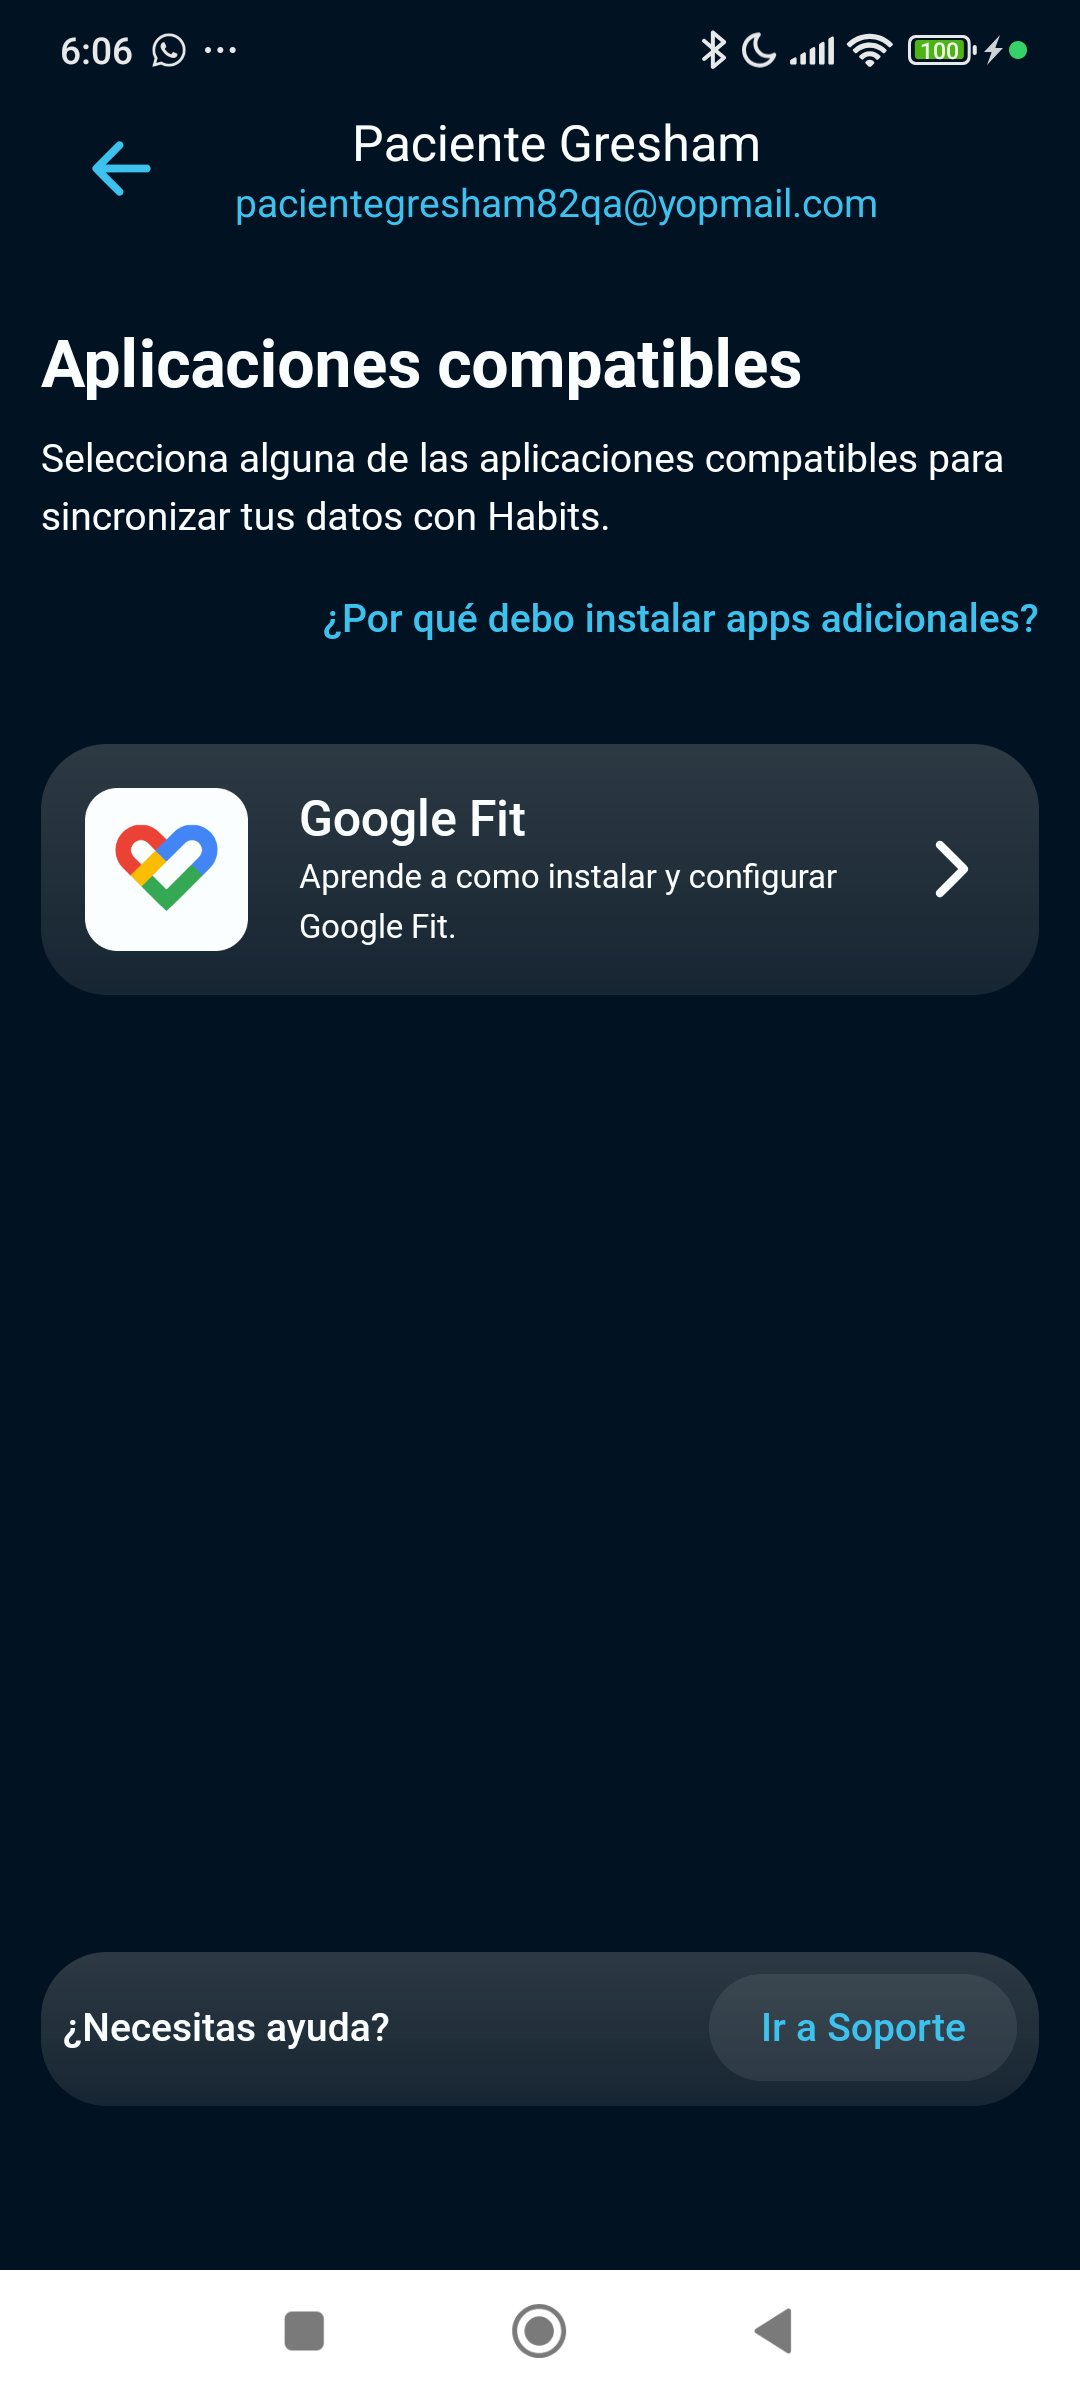 6:06
100
Paciente Gresham
pacientegresham82qa@yopmail.com
Aplicaciones compatibles
Selecciona alguna de las aplicaciones compatibles para
sincronizar tus datos con Habits.
¿Por qué debo instalar apps adicionales?
Google Fit
Aprende a como instalar y configurar
Google Fit.
¿Necesitas ayuda?
Ir a Soporte